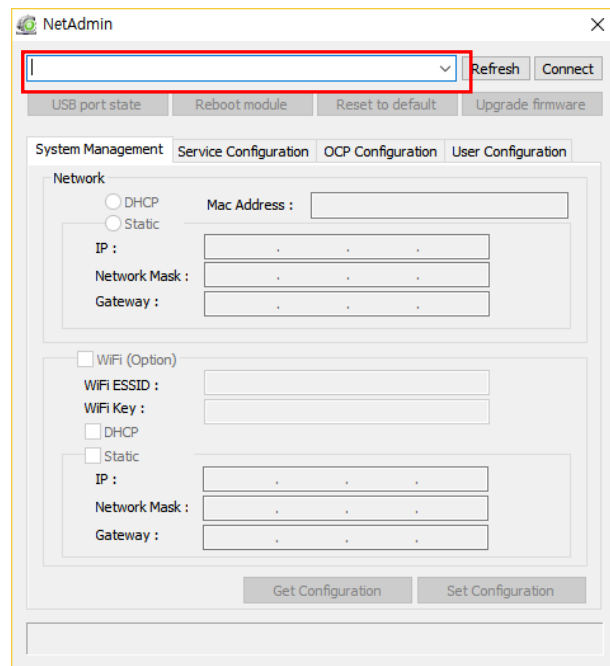 NetAdmin
Refresh Connect
USB port state Reboot module Reset to default Upgrade firmware
System Management Service Configuration OCP Configuration User Configuration
Network
DHCP Mac Address :
Static
IP : . . .
Network Mask : . . .
Gateway : . . .
WiFi (Option)
WiFi ESSID :
WiFi Key :
DHCP
Static
IP : . . .
Network Mask : . . .
Gateway : . . .
Get Configuration Set Configuration